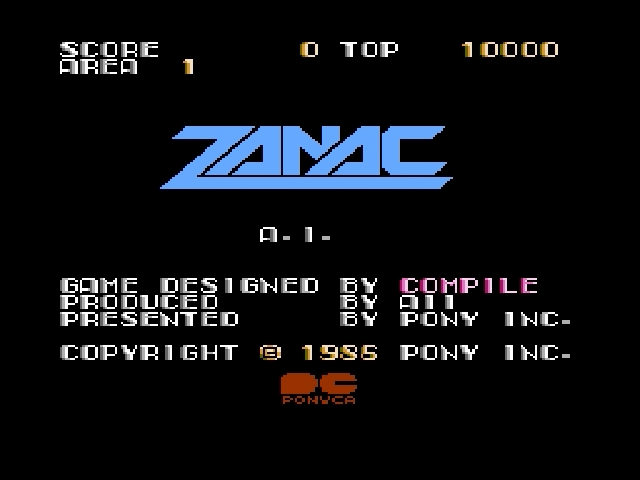 SCORE 0 TOP 10000
AREA 1
ZANAC
A. I.
GAME DESIGNED BY COMPILE
PRODUCED BY AII
PRESENTED BY PONY INC.
COPYRIGHT © 1986 PONY INC.
PC
PONYCA